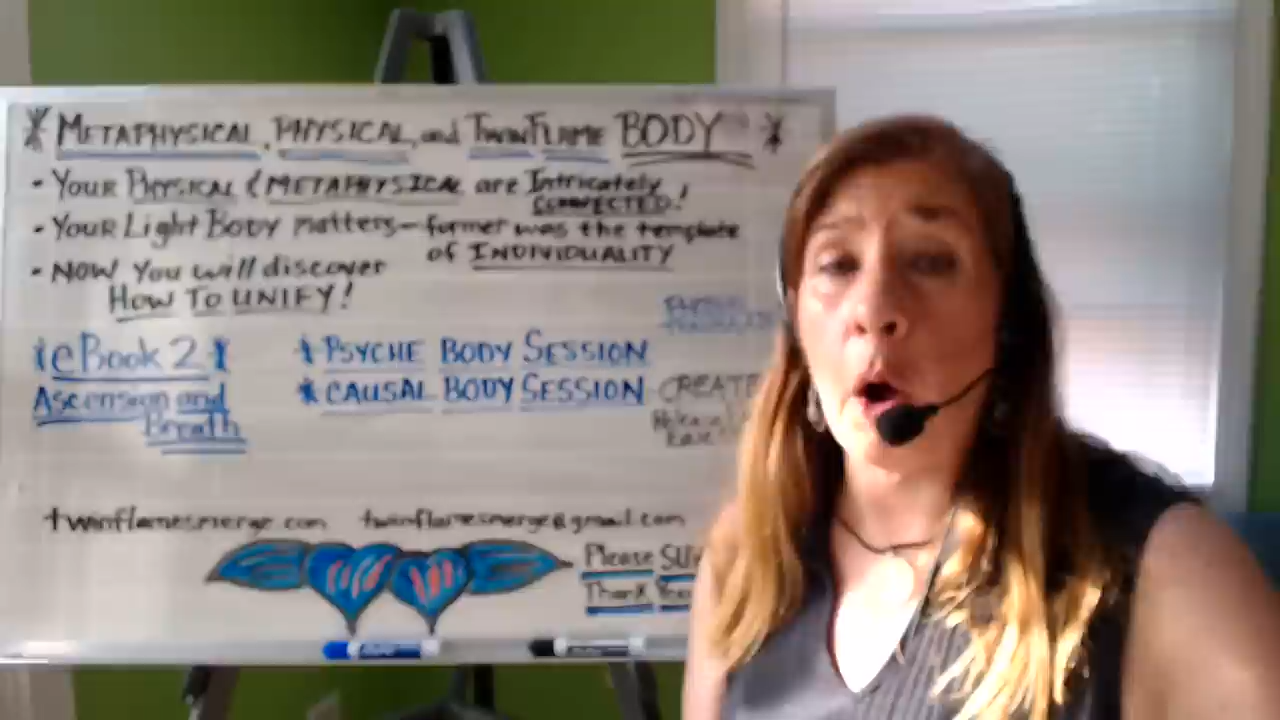 METAPHYSICAL, PHYSICAL, and TwinFlame BODY
• YOUR PHYSICAL & METAPHYSICAL are Intricately CONNECTED!
• YOUR Light BODY matters – former was the template
of INDIVIDUALITY
• NOW YOU will discover
HOW TO UNIFY!
eBook 2
Ascension and
Breath
PSYCHE BODY SESSION
CAUSAL BODY SESSION
CREATE
twinflamesmerge.com twinflamesmerge@gmail.com
Please
Thank You